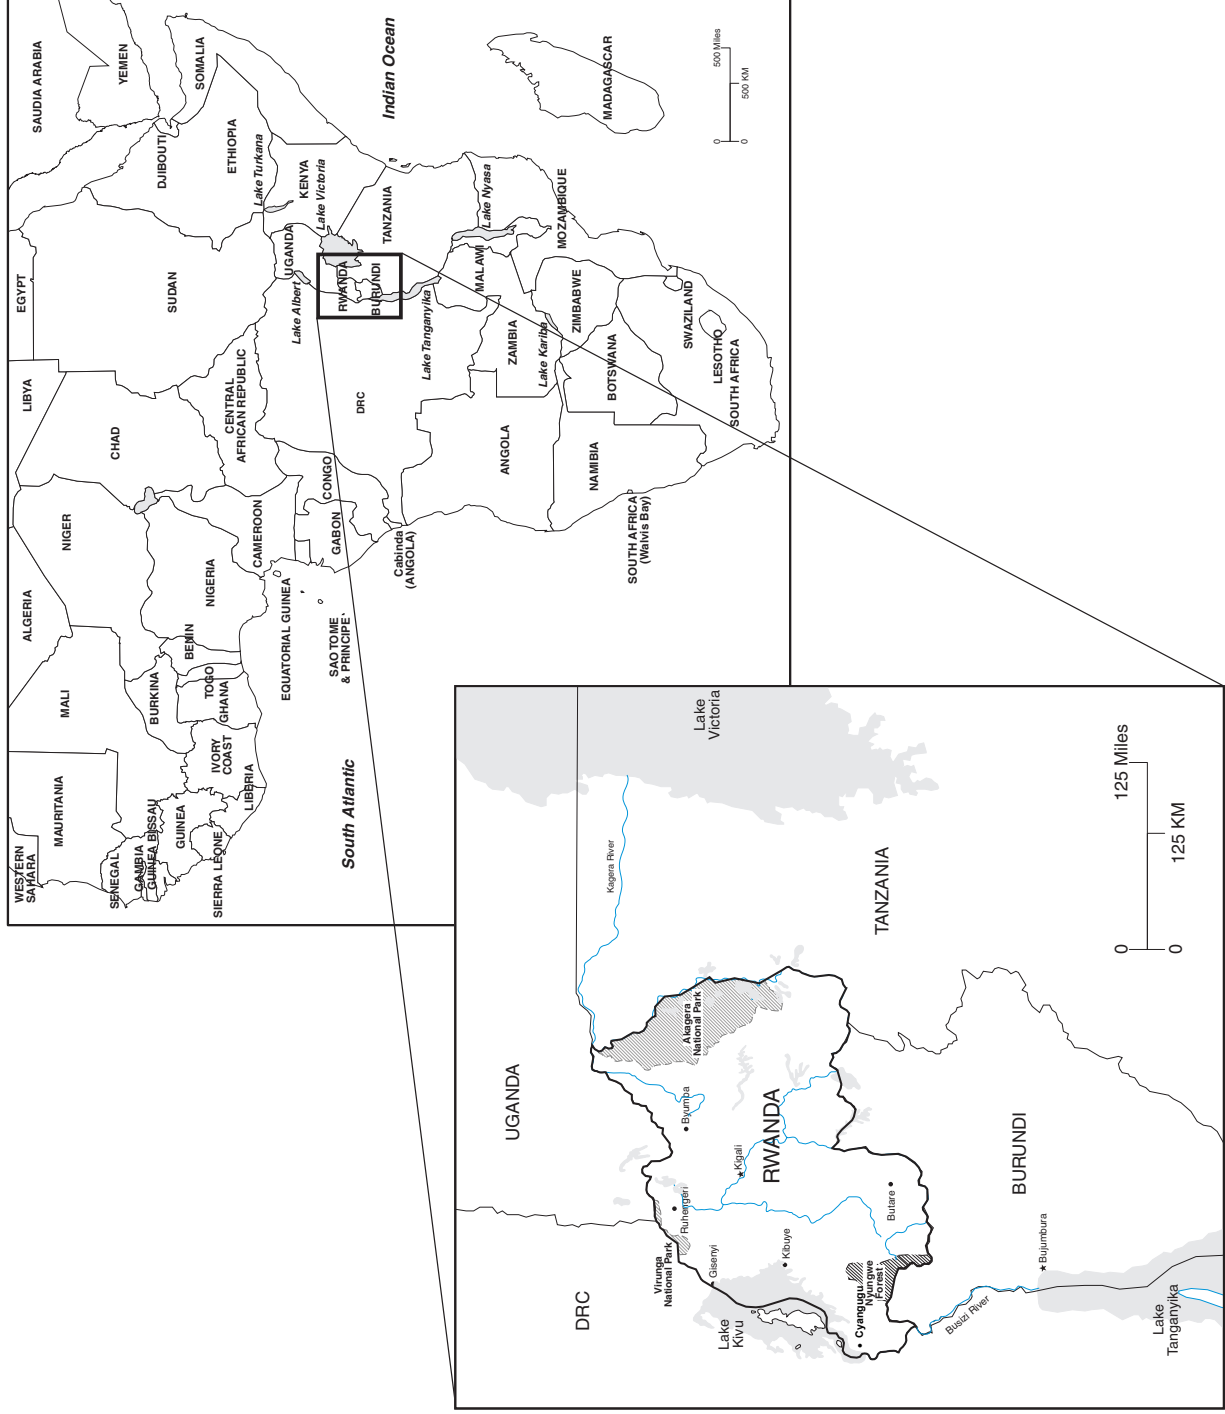 WESTERN
SAHARA
MAURITANIA
MALI
ALGERIA
NIGER
LIBYA
CHAD
EGYPT
SUDAN
SAUDIA ARABIA
YEMEN
SENEGAL
GAMBIA
GUINEA BISSAU
GUINEA
SIERRA LEONE
LIBERIA
IVORY
COAST
BURKINA
GHANA
TOGO
BENIN
NIGERIA
CAMEROON
CENTRAL
AFRICAN REPUBLIC
DJIBOUTI
ETHIOPIA
SOMALIA
EQUATORIAL GUINEA
SAO TOME
& PRINCIPE
GABON
CONGO
DRC
Cabinda
(ANGOLA)
Lake Albert
UGANDA
Lake Turkana
KENYA
Lake Victoria
RWANDA
BURUNDI
TANZANIA
Lake Tanganyika
South Atlantic
Indian Ocean
ANGOLA
ZAMBIA
MALAWI
Lake Nyasa
Lake Kariba
ZIMBABWE
MOZAMBIQUE
NAMIBIA
BOTSWANA
SOUTH AFRICA
(Walvis Bay)
SWAZILAND
LESOTHO
SOUTH AFRICA
MADAGASCAR
0
500 Miles
0
500 KM
DRC
UGANDA
Lake
Victoria
Kagera River
Virunga
National Park
Ruhengeri
Byumba
Akagera
National Park
Gisenyi
Lake
Kivu
Kibuye
Kigali
RWANDA
Cyangugu
Nyungwe
Forest
Butare
TANZANIA
Busizi River
Bujumbura
BURUNDI
Lake
Tanganyika
0
125 Miles
0
125 KM